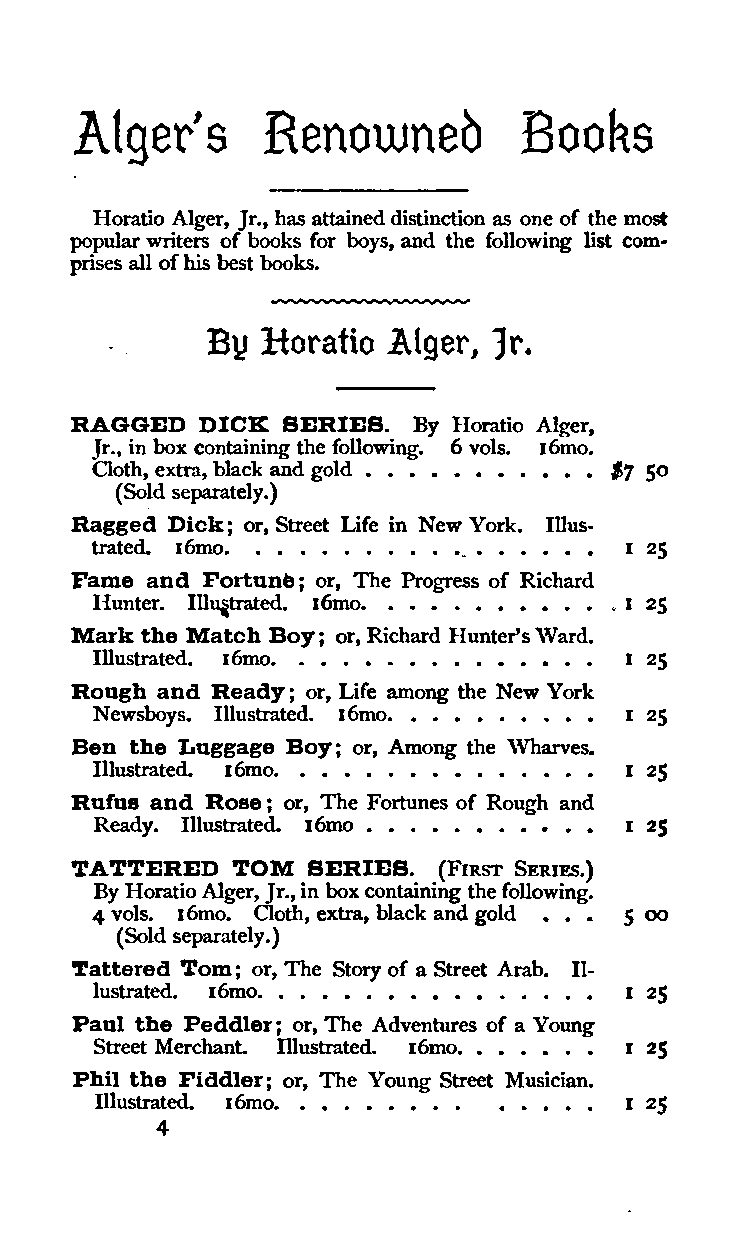 Alger's Renowned Books
Horatio Alger, Jr., has attained distinction as one of the most
popular writers of books for boys, and the following list com-
prises all of his best books.
By Horatio Alger, Jr.
RAGGED DICK SERIES. By Horatio Alger,
Jr., in box containing the following. 6 vols. 16mo.
Cloth, extra, black and gold . . . . . . . . . . . $7 50
(Sold separately.)
Ragged Dick; or, Street Life in New York. Illus-
trated. 16mo. . . . . . . . . . . . . . . . . 1 25
Fame and Fortune; or, The Progress of Richard
Hunter. Illustrated. 16mo. . . . . . . . . . . . 1 25
Mark the Match Boy; or, Richard Hunter's Ward.
Illustrated. 16mo. . . . . . . . . . . . . . . 1 25
Rough and Ready; or, Life among the New York
Newsboys. Illustrated. 16mo. . . . . . . . . . 1 25
Ben the Luggage Boy; or, Among the Wharves.
Illustrated. 16mo. . . . . . . . . . . . . . . 1 25
Rufus and Rose; or, The Fortunes of Rough and
Ready. Illustrated. 16mo . . . . . . . . . . . 1 25
TATTERED TOM SERIES. (FIRST SERIES.)
By Horatio Alger, Jr., in box containing the following.
4 vols. 16mo. Cloth, extra, black and gold . . . 5 00
(Sold separately.)
Tattered Tom; or, The Story of a Street Arab. Il-
lustrated. 16mo. . . . . . . . . . . . . . . . 1 25
Paul the Peddler; or, The Adventures of a Young
Street Merchant. Illustrated. 16mo. . . . . . . 1 25
Phil the Fiddler; or, The Young Street Musician.
Illustrated. 16mo. . . . . . . . . . . . . . 1 25
4